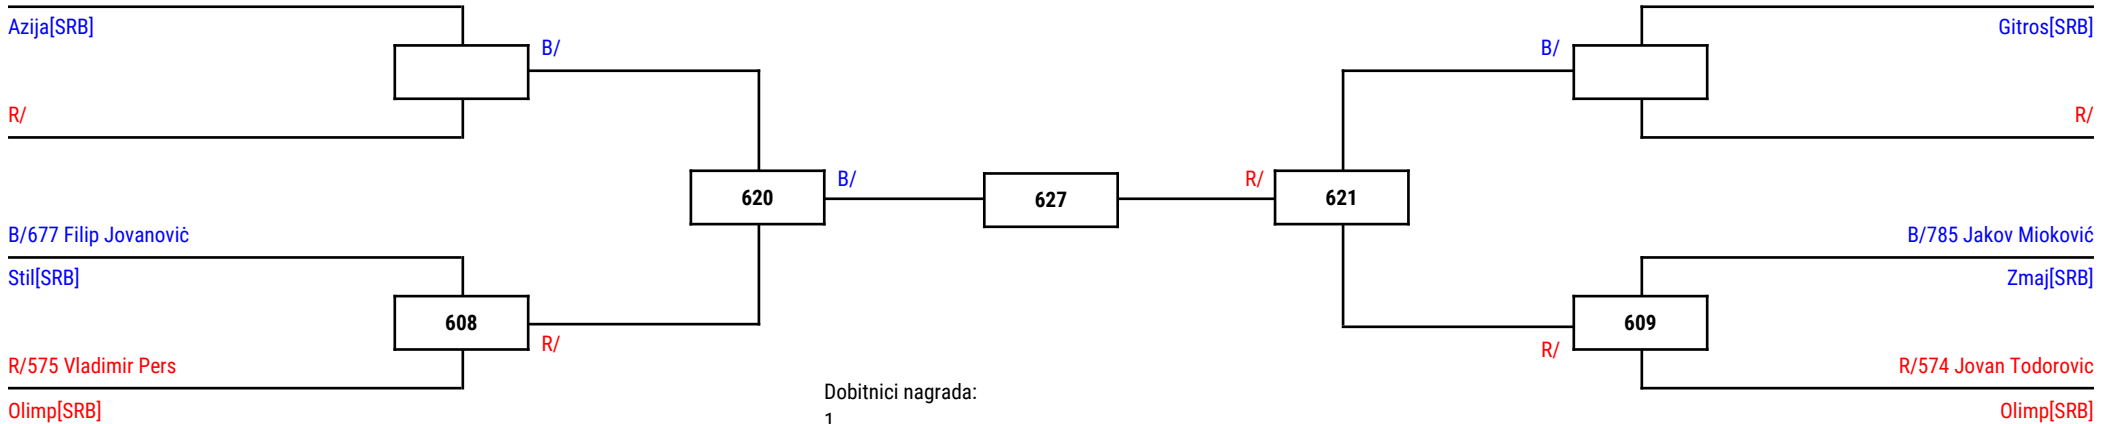 Azija[SRB]
B/
R/
620
B/
B/677 Filip Jovanovič
Stil[SRB]
608
R/
R/575 Vladimir Pers
Olimp[SRB]
627
Dobitnici nagrada:
1
Gitros[SRB]
B/
R/
R/
621
B/785 Jakov Mioković
Zmaj[SRB]
609
R/
R/574 Jovan Todorovic
Olimp[SRB]